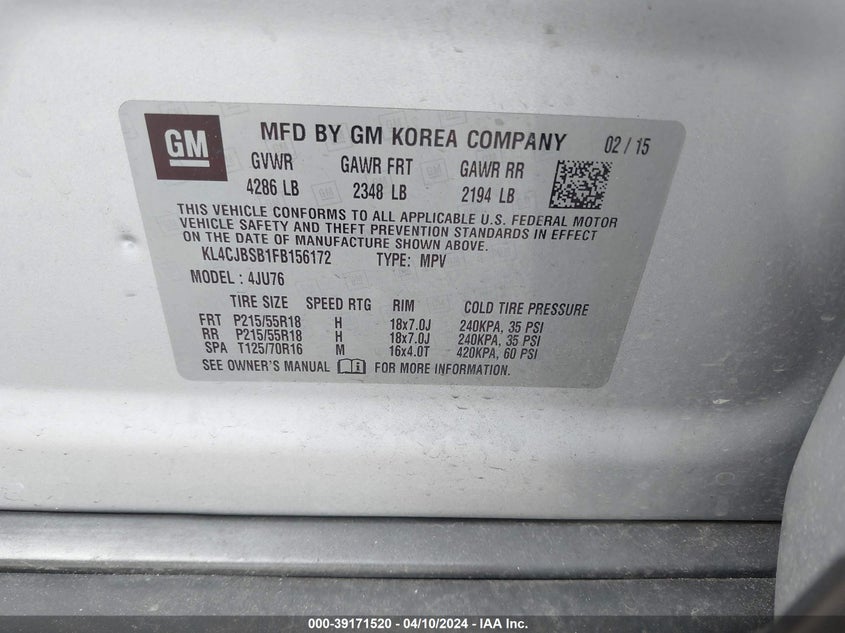 GM
MFD BY GM KOREA COMPANY 02 / 15
GVWR GAWR FRT GAWR RR
4286 LB 2348 LB 2194 LB
THIS VEHICLE CONFORMS TO ALL APPLICABLE U.S. FEDERAL MOTOR
VEHICLE SAFETY AND THEFT PREVENTION STANDARDS IN EFFECT
ON THE DATE OF MANUFACTURE SHOWN ABOVE.
KL4CJBSB1FB156172 TYPE: MPV
MODEL : 4JU76
TIRE SIZE SPEED RTG RIM COLD TIRE PRESSURE
FRT P215/55R18 H 18x7.0J 240KPA, 35 PSI
RR P215/55R18 H 18x7.0J 240KPA, 35 PSI
SPA T125/70R16 M 16x4.0T 420KPA, 60 PSI
SEE OWNER'S MANUAL FOR MORE INFORMATION.
000-39171520 - 04/10/2024 - IAA Inc.